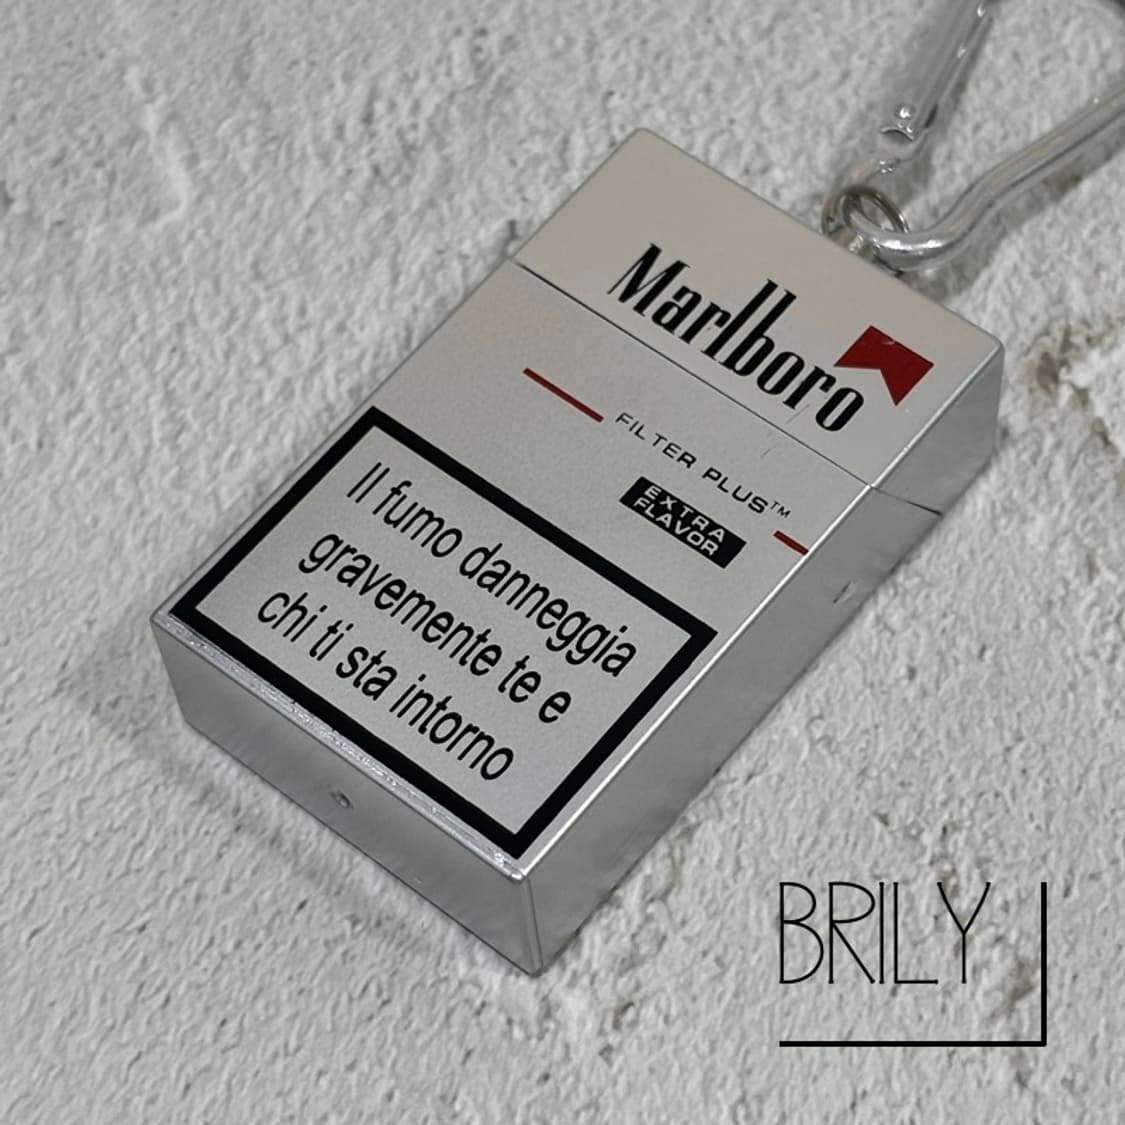 Marlboro
FILTER PLUS™
EXTRA
FLAVOR
Il fumo danneggia
gravemente te e
chi ti sta intorno
BRILY